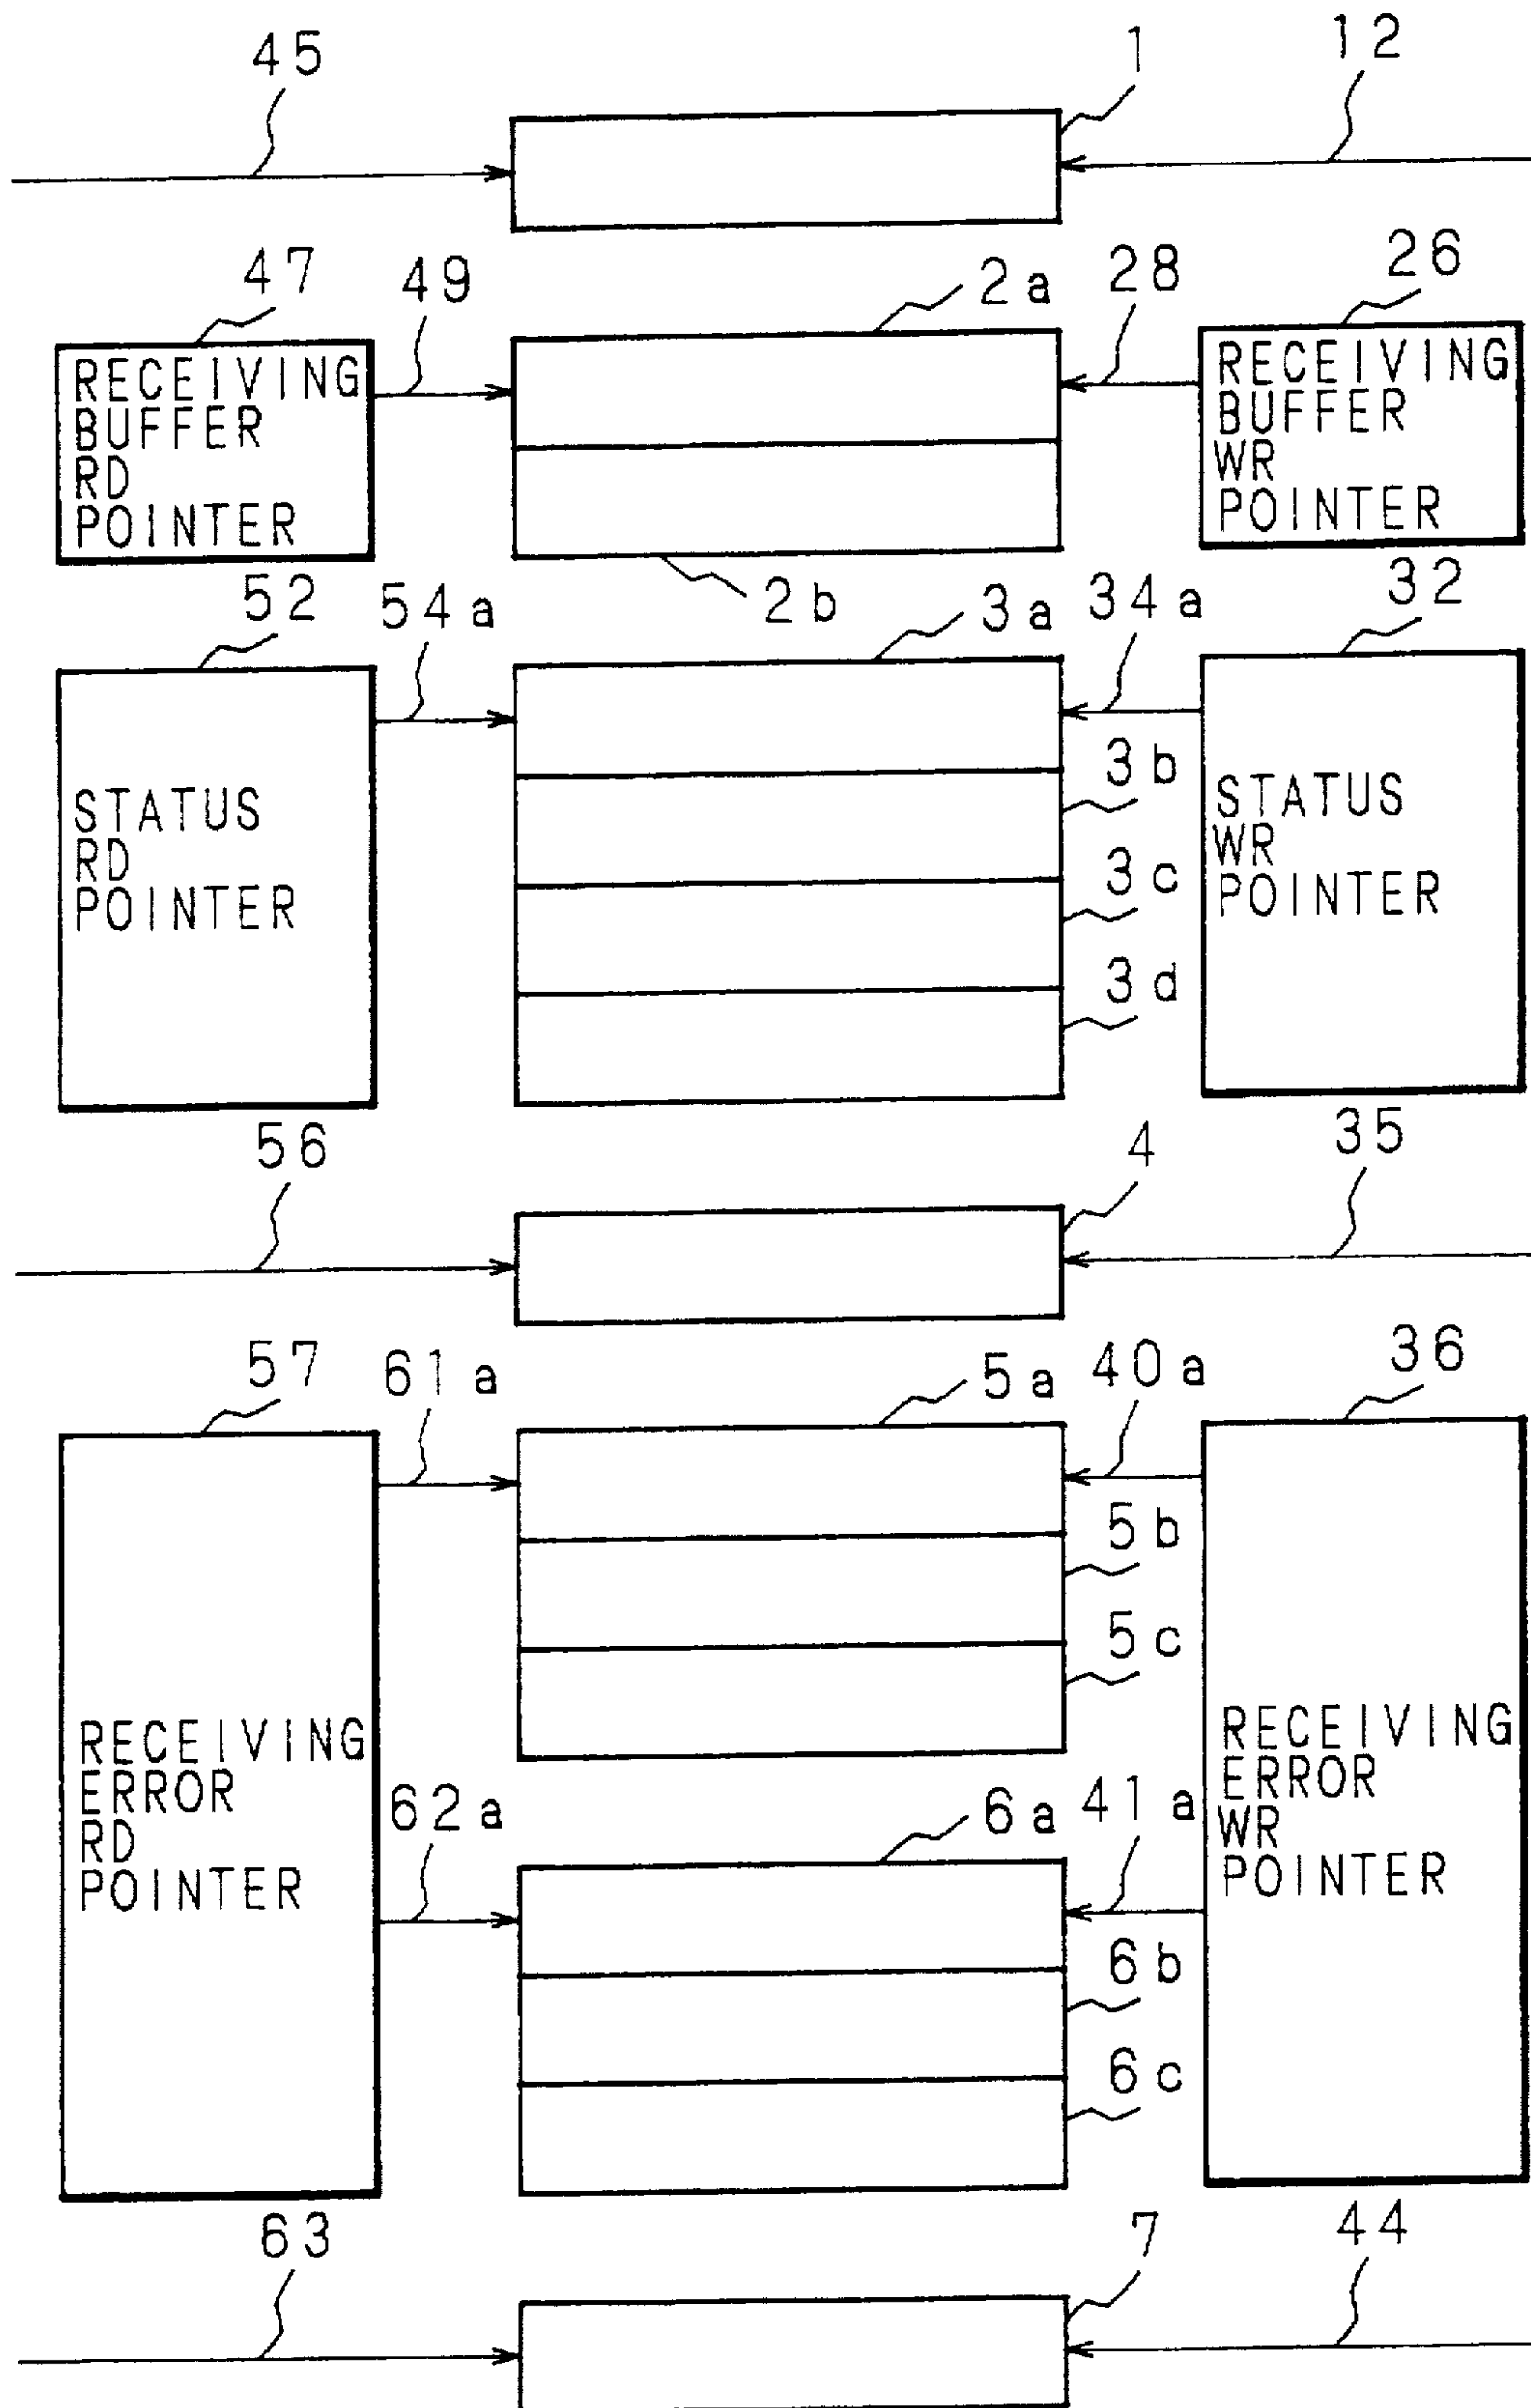 45
1
12
47
49
2a
28
26
RECEIVING
BUFFER
RD
POINTER
RECEIVING
BUFFER
WR
POINTER
2b
52
54a
3a
34a
32
3b
STATUS
RD
POINTER
STATUS
WR
POINTER
3c
3d
56
4
35
57
61a
5a
40a
36
5b
5c
RECEIVING
ERROR
RD
POINTER
RECEIVING
ERROR
WR
POINTER
62a
6a
41a
6b
6c
63
7
44